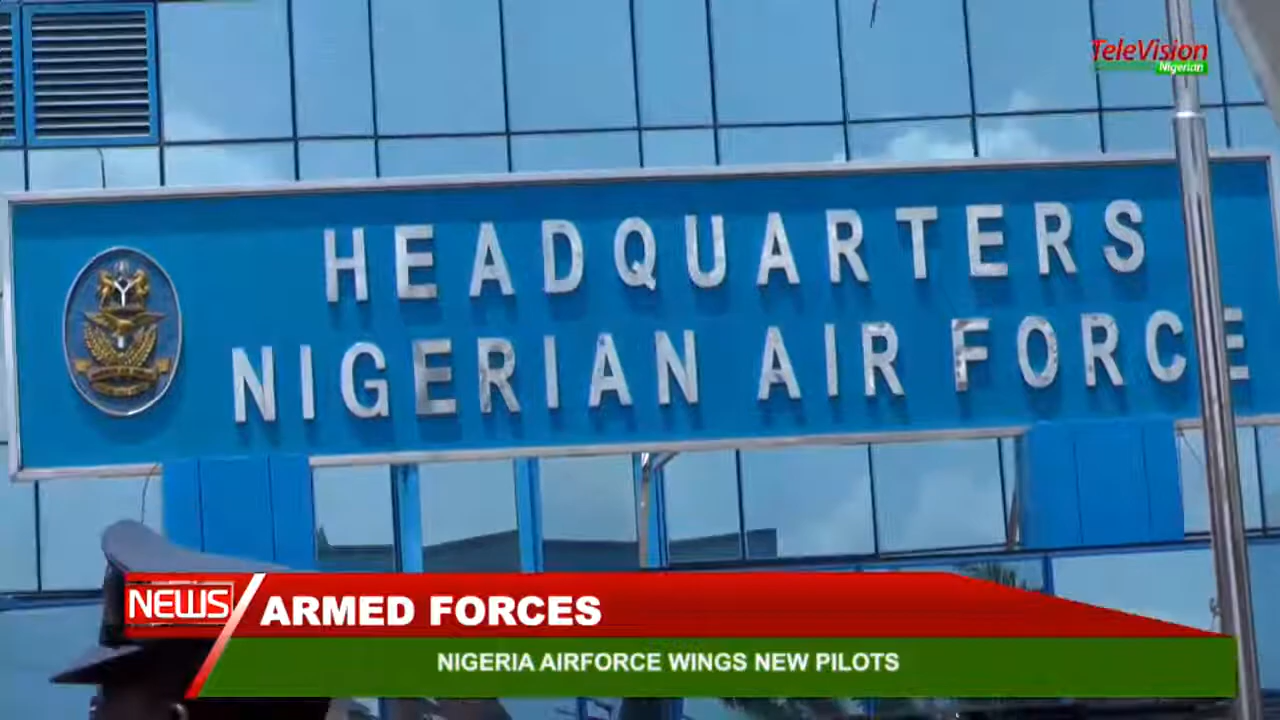 TeleVision
Nigerian
HEADQUARTERS
NIGERIAN AIR FORCE
NEWS
ARMED FORCES
NIGERIA AIRFORCE WINGS NEW PILOTS